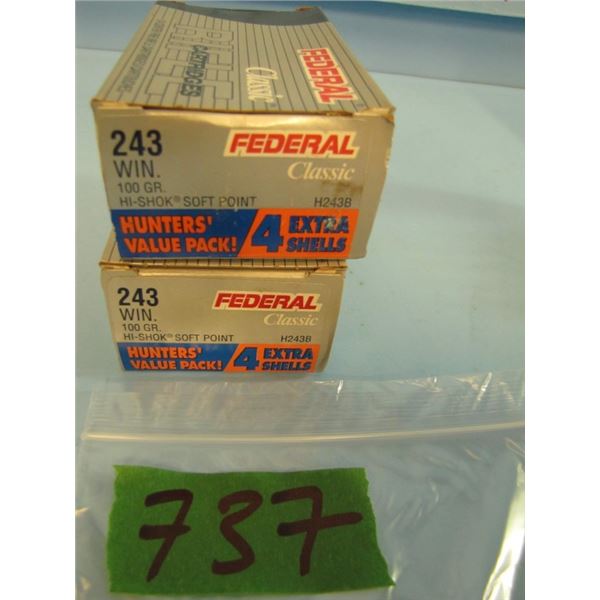 FEDERAL
Classic
CARTRIDGES
243
WIN.
100 GR.
HI-SHOK® SOFT POINT
FEDERAL
Classic
H243B
HUNTERS'
VALUE PACK!
4 EXTRA
SHELLS
243
WIN.
100 GR.
HI-SHOK® SOFT POINT
FEDERAL
Classic
H243B
HUNTERS'
VALUE PACK!
4 EXTRA
SHELLS
737